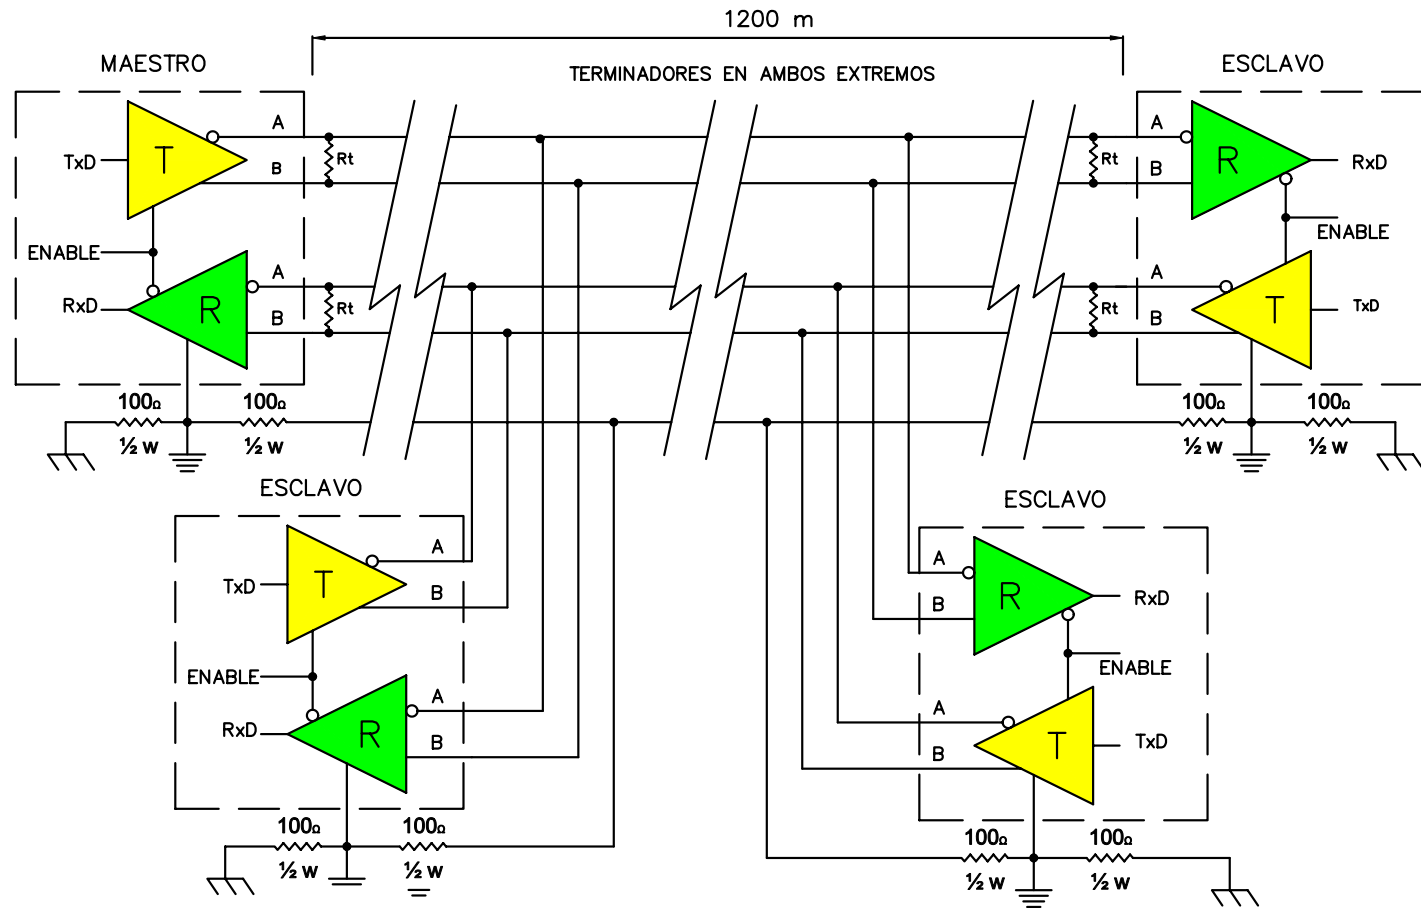 1200 m
MAESTRO
TERMINADORES EN AMBOS EXTREMOS
ESCLAVO
TxD
T
A
B
Rt
Rt
A
B
R
RxD
ENABLE
ENABLE
RxD
R
A
B
Rt
Rt
A
B
T
TxD
100Ω
½ W
100Ω
½ W
100Ω
½ W
100Ω
½ W
ESCLAVO
TxD
T
A
B
ENABLE
RxD
R
A
B
100Ω
½ W
100Ω
½ W
ESCLAVO
A
B
R
RxD
ENABLE
A
B
T
TxD
100Ω
½ W
100Ω
½ W